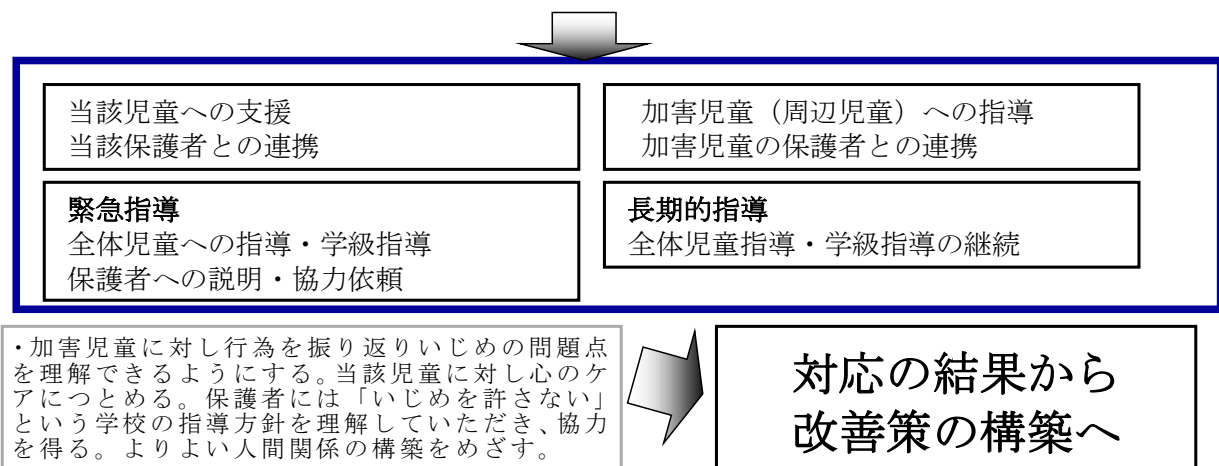 当該児童への支援
当該保護者との連携
加害児童（周辺児童）への指導
加害児童の保護者との連携
緊急指導
全体児童への指導・学級指導
保護者への説明・協力依頼
長期的指導
全体児童指導・学級指導の継続
・加害児童に対し行為を振り返りいじめの問題点
を理解できるようにする。当該児童に対し心のケ
アにつとめる。保護者には「いじめを許さない」
という学校の指導方針を理解していただき、協力
を得る。よりよい人間関係の構築をめざす。
対応の結果から
改善策の構築へ